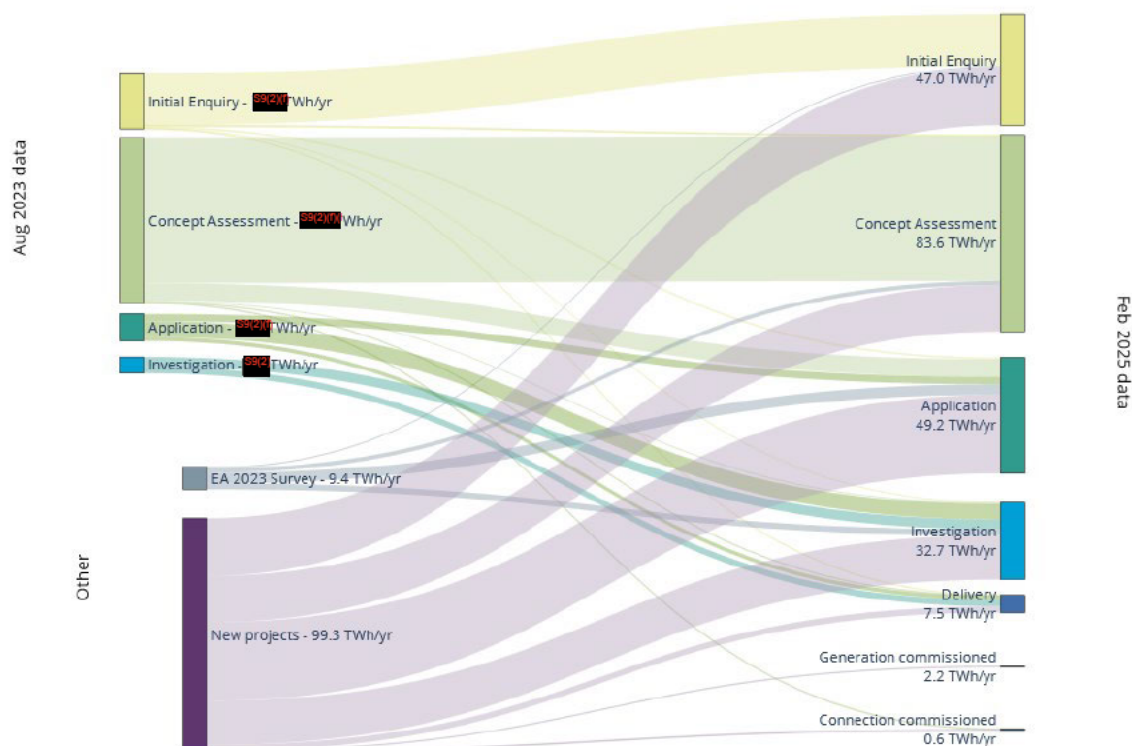 Aug 2023 data
Initial Enquiry - S9(2)(f TWh/yr
Concept Assessment - S9(2)(f)( Wh/yr
Application - S9(2)(f TWh/yr
Investigation - S9(2 TWh/yr
Other
EA 2023 Survey - 9.4 TWh/yr
New projects - 99.3 TWh/yr
Initial Enquiry
47.0 TWh/yr
Concept Assessment
83.6 TWh/yr
Application
49.2 TWh/yr
Investigation
32.7 TWh/yr
Delivery
7.5 TWh/yr
Generation commissioned
2.2 TWh/yr
Connection commissioned
0.6 TWh/yr
Feb 2025 data